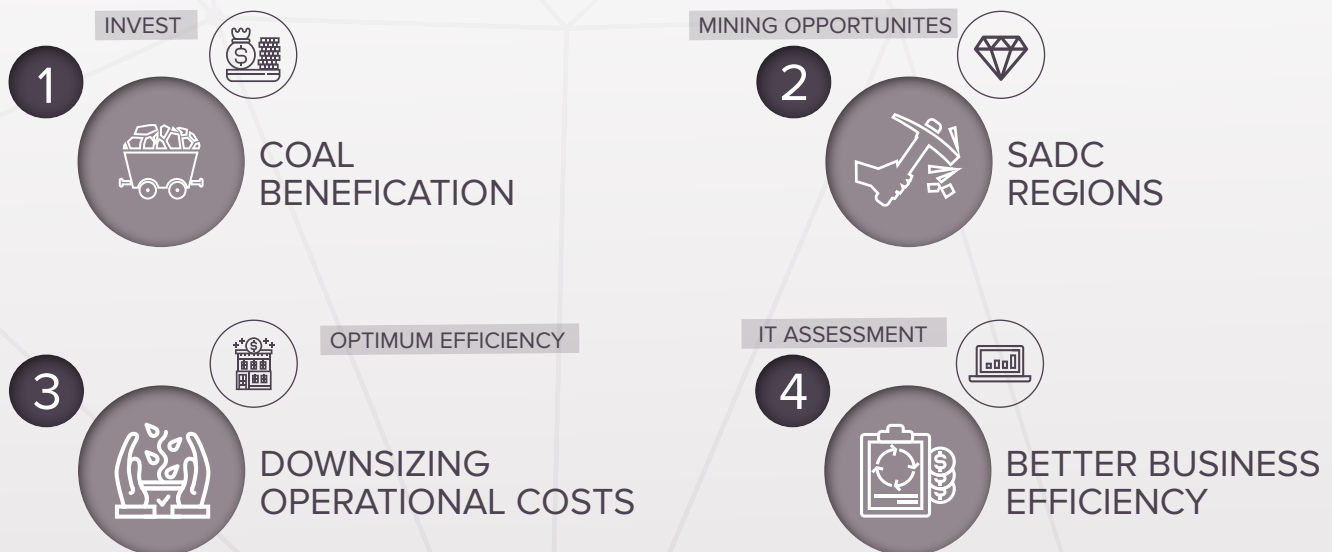 INVEST
1
COAL
BENEFICATION
MINING OPPORTUNITES
2
SADC
REGIONS
OPTIMUM EFFICIENCY
3
DOWNSIZING
OPERATIONAL COSTS
IT ASSESSMENT
4
BETTER BUSINESS
EFFICIENCY